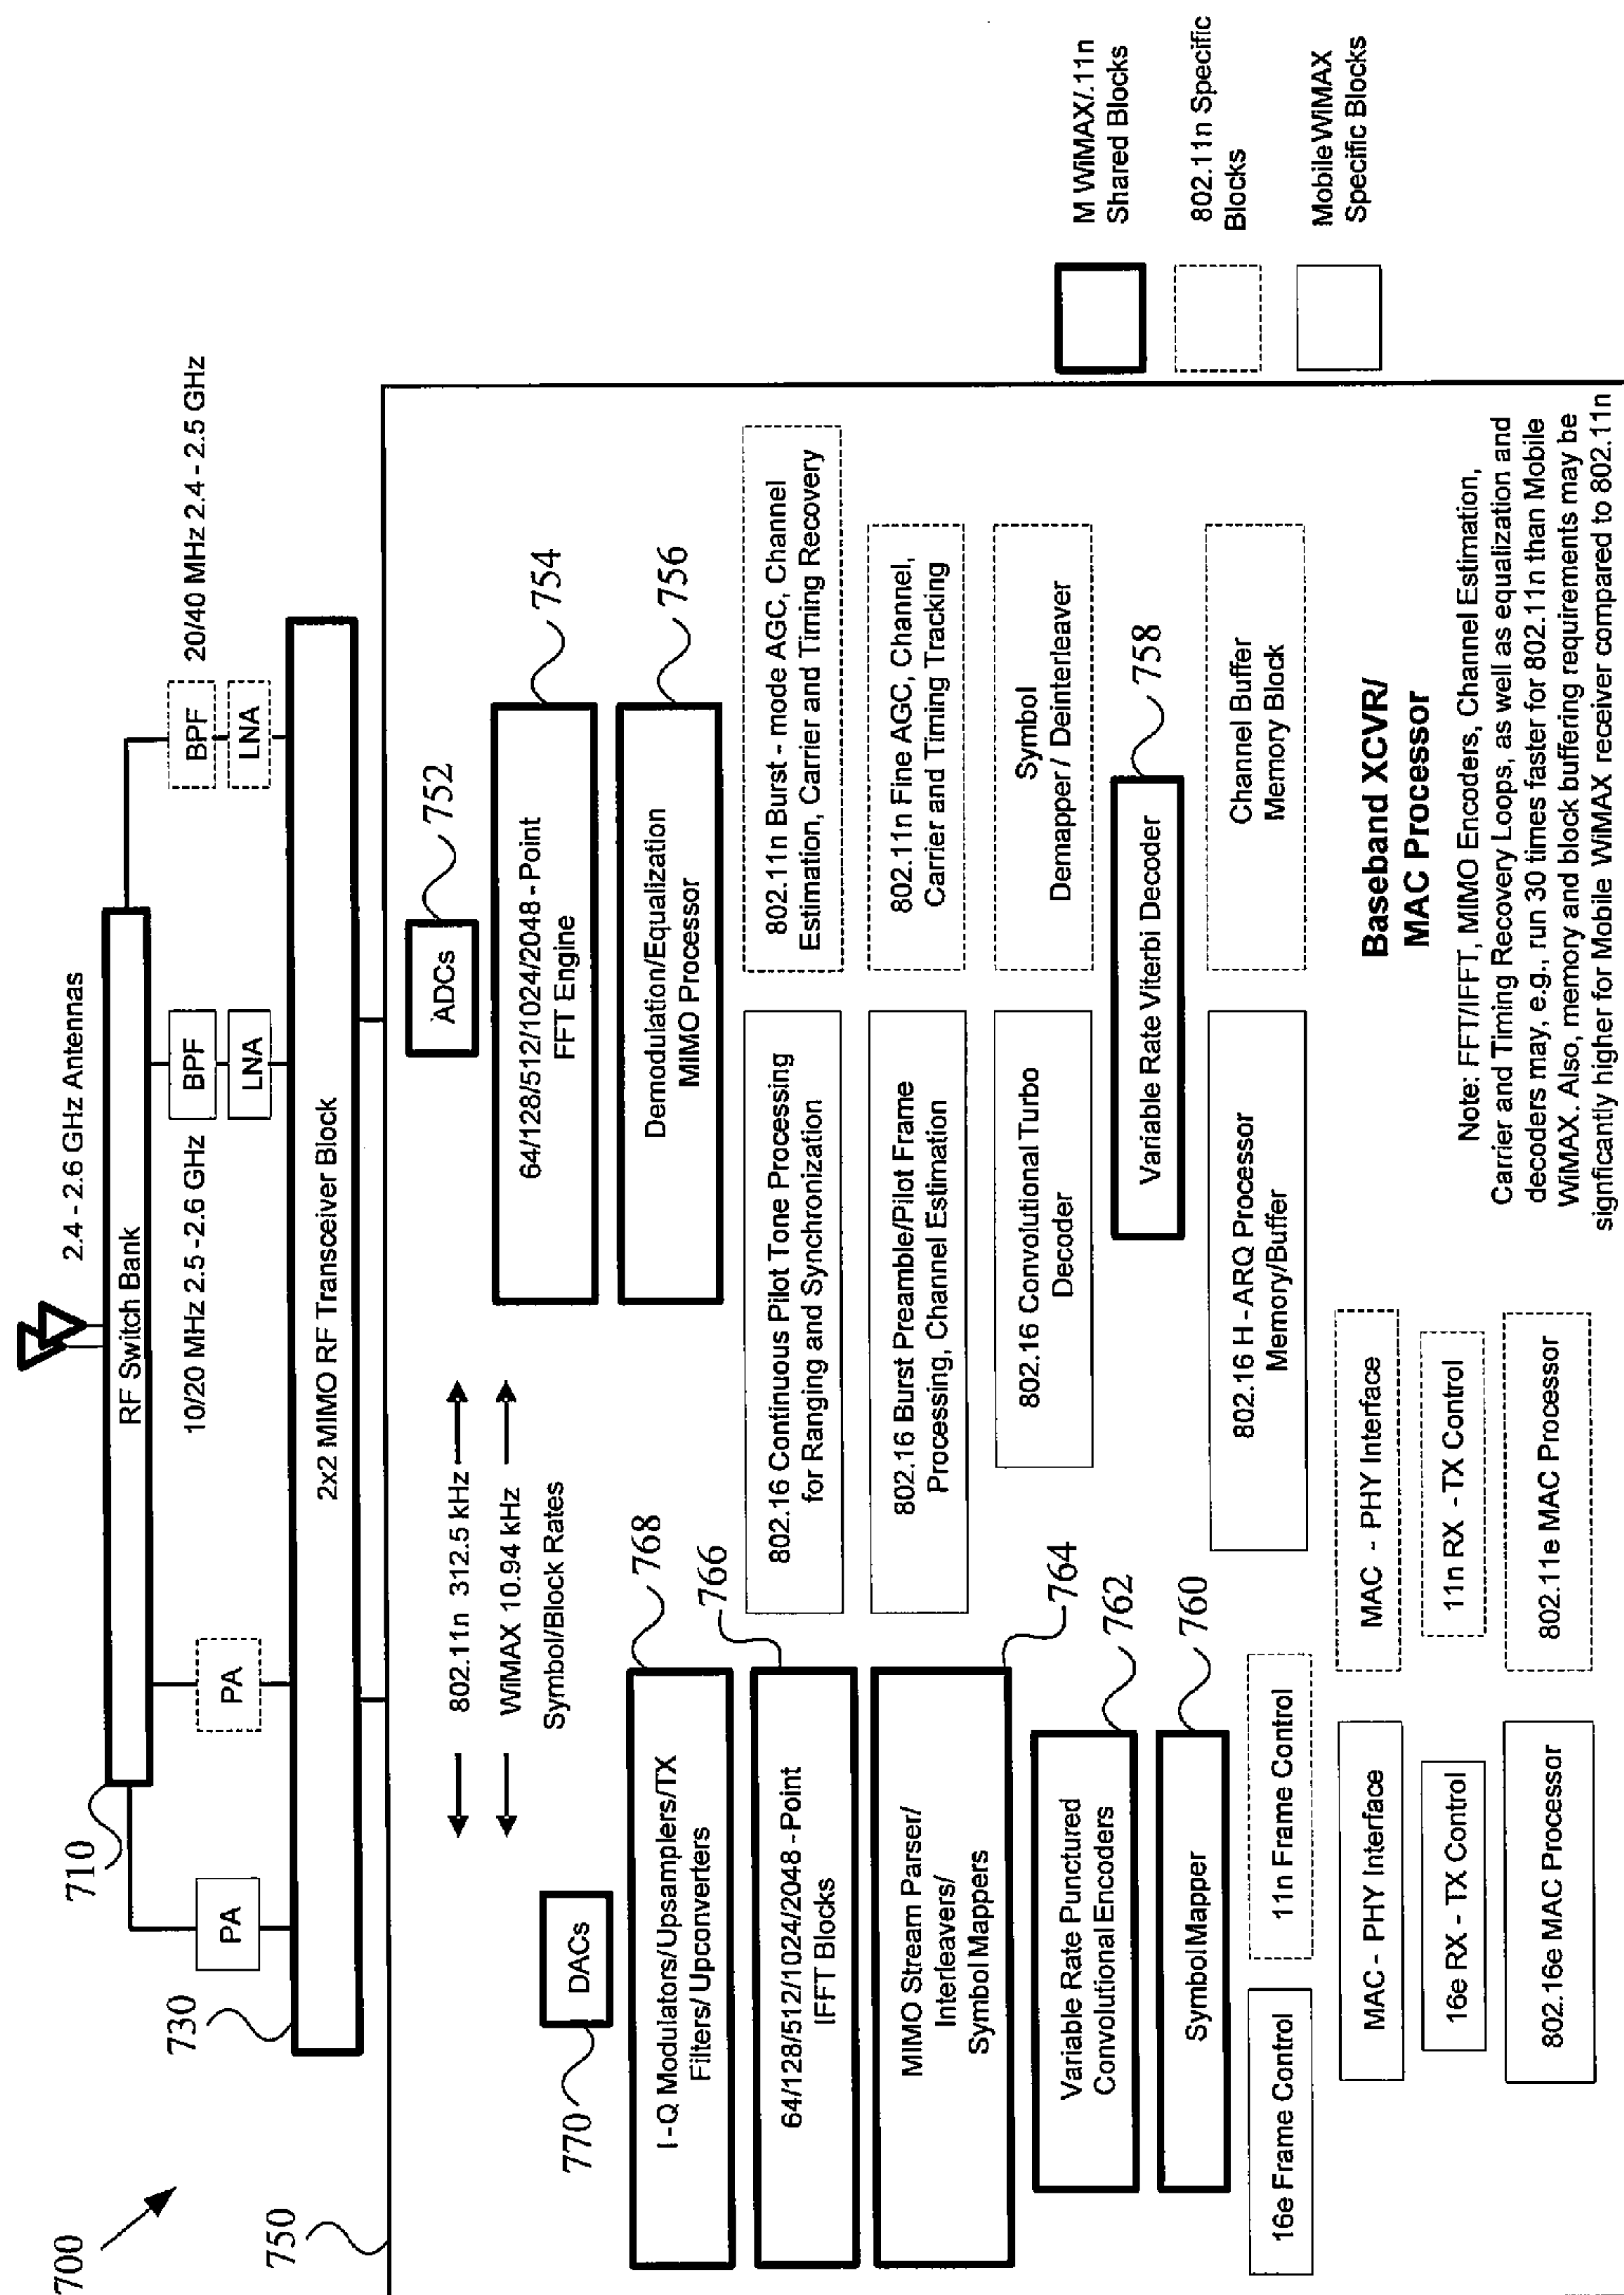 700
2.4 - 2.6 GHz Antennas
710
RF Switch Bank
730
PA
PA
10/20 MHz 2.5 -2.6 GHz
BPF
LNA
20/40 MHz 2.4 - 2.5 GHz
BPF
LNA
2x2 MIMO RF Transceiver Block
750
802.11n 312.5 kHz
WiMAX 10.94 kHz
Symbol/Block Rates
DACs
770
I -Q Modulators/Upsamplers/TX
Filters/ Upconverters
768
64/128/512/1024/2048 - Point
IFFT Blocks
766
MIMO Stream Parser/
Interleavers/
Symbol Mappers
764
Variable Rate Punctured
Convolutional Encoders
762
Symbol Mapper
760
16e Frame Control
11n Frame Control
MAC - PHY Interface
MAC - PHY Interface
16e RX - TX Control
11n RX - TX Control
802.16e MAC Processor
802.11e MAC Processor
ADCs
752
64/128/512/1024/2048 - Point
FFT Engine
754
Demodulation/Equalization
MIMO Processor
756
802.16 Continuous Pilot Tone Processing
for Ranging and Synchronization
802.11n Burst - mode AGC, Channel
Estimation, Carrier and Timing Recovery
802.16 Burst Preamble/Pilot Frame
Processing, Channel Estimation
802.11n Fine AGC, Channel,
Carrier and Timing Tracking
802.16 Convolutional Turbo
Decoder
Symbol
Demapper / Deinterleaver
Variable Rate Viterbi Decoder
758
802.16 H - ARQ Processor
Memory/Buffer
Channel Buffer
Memory Block
Baseband XCVR/
MAC Processor
Note: FFT/IFFT, MIMO Encoders, Channel Estimation,
Carrier and Timing Recovery Loops, as well as equalization and
decoders may, e.g., run 30 times faster for 802.11n than Mobile
WiMAX. Also, memory and block buffering requirements may be
signficantly higher for Mobile WiMAX receiver compared to 802.11n
M WiMAX/.11n
Shared Blocks
802.11n Specific
Blocks
Mobile WiMAX
Specific Blocks